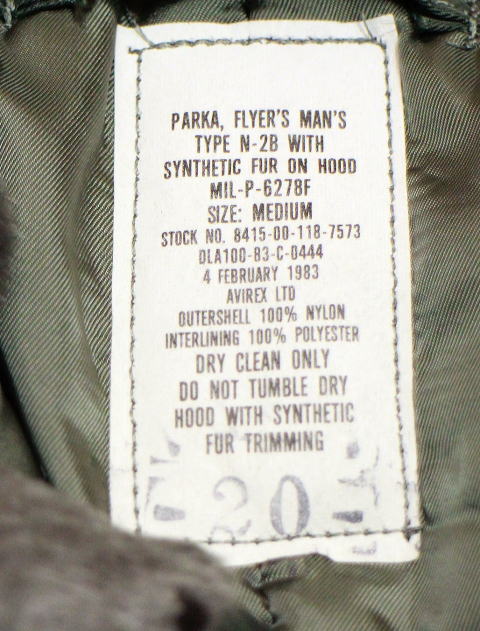 PARKA, FLYER'S MAN'S
TYPE N-2B WITH
SYNTHETIC FUR ON HOOD
MIL-P-6278F
SIZE: MEDIUM
STOCK NO. 8415-00-118-7573
DLA100-83-C-0444
4 FEBRUARY 1983
AVIREX LTD
OUTERSHELL 100% NYLON
INTERLINING 100% POLYESTER
DRY CLEAN ONLY
DO NOT TUMBLE DRY
HOOD WITH SYNTHETIC
FUR TRIMMING
- 20 -